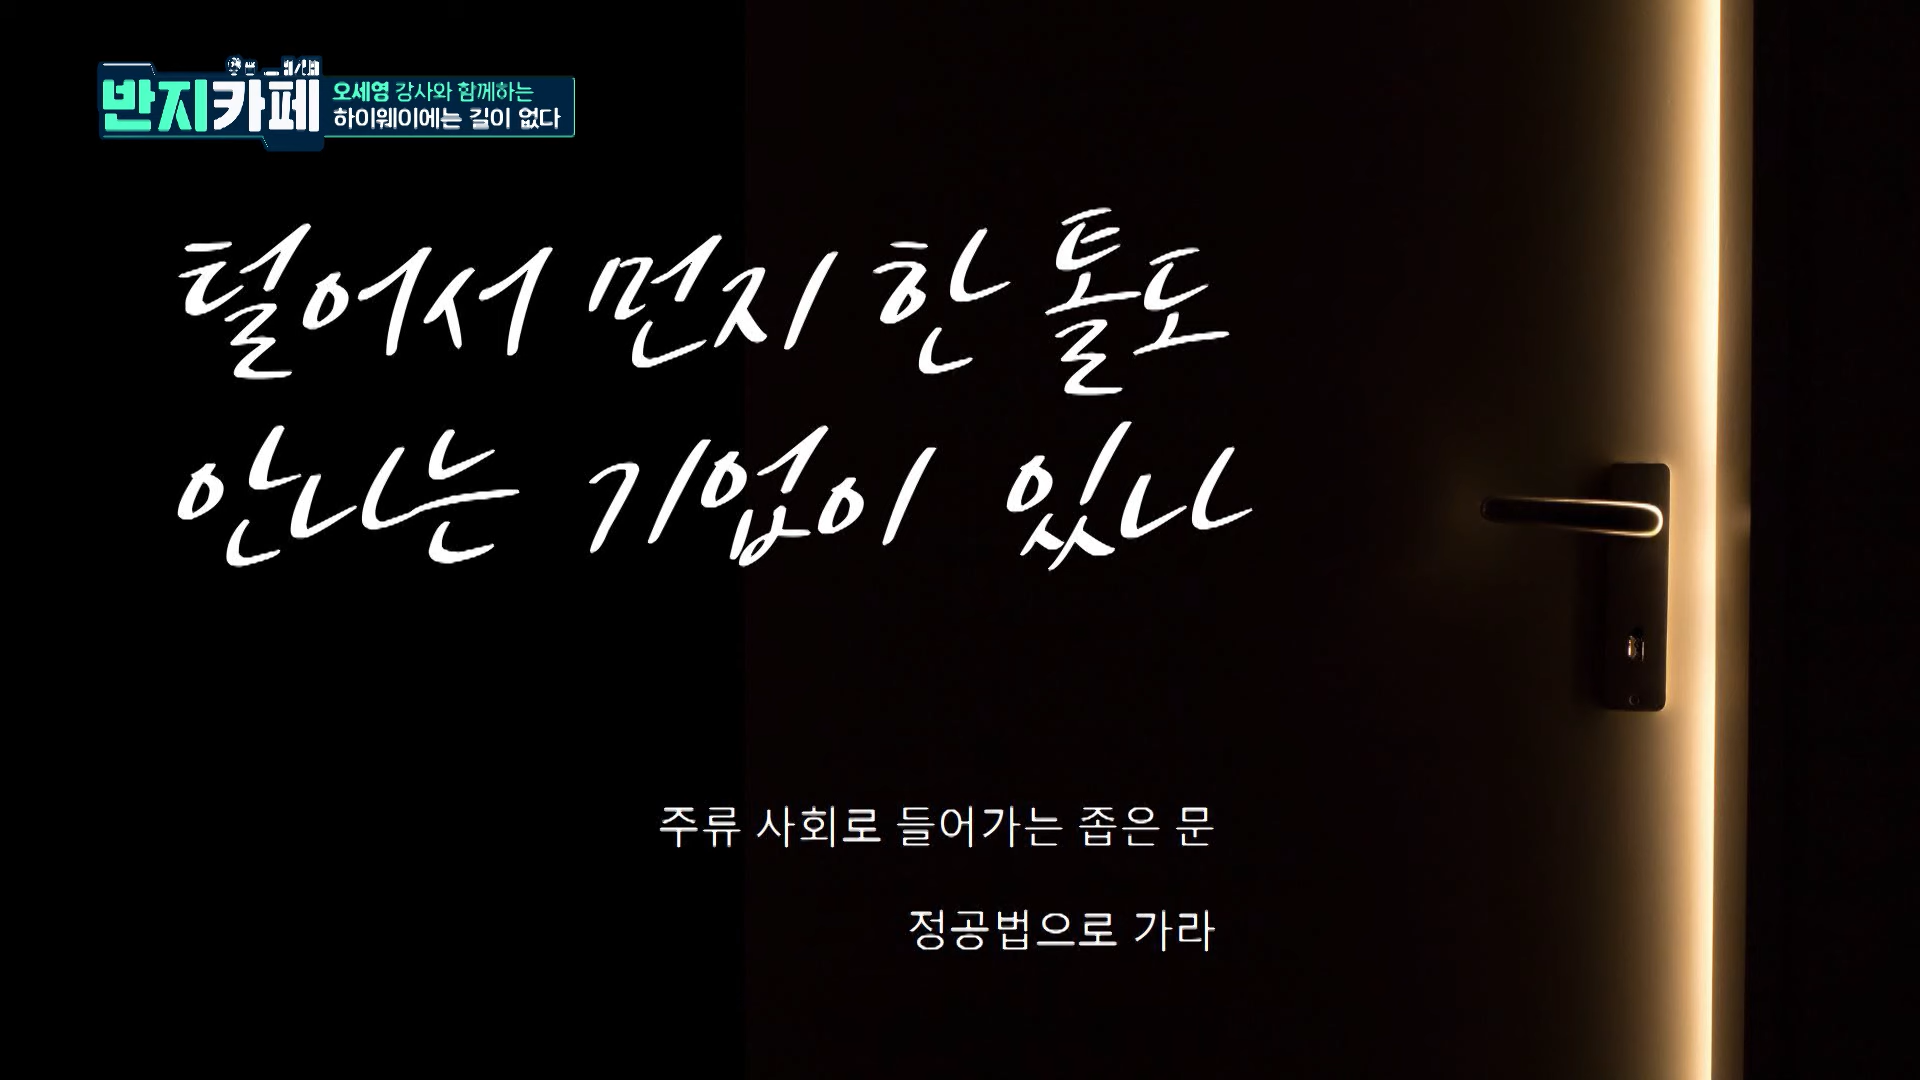 반지카페
오세영 강사와 함께하는
하이웨이에는 길이 없다
털어서 먼지 한 톨도
안나는 기업이 있나
주류 사회로 들어가는 좁은 문
정공법으로 가라